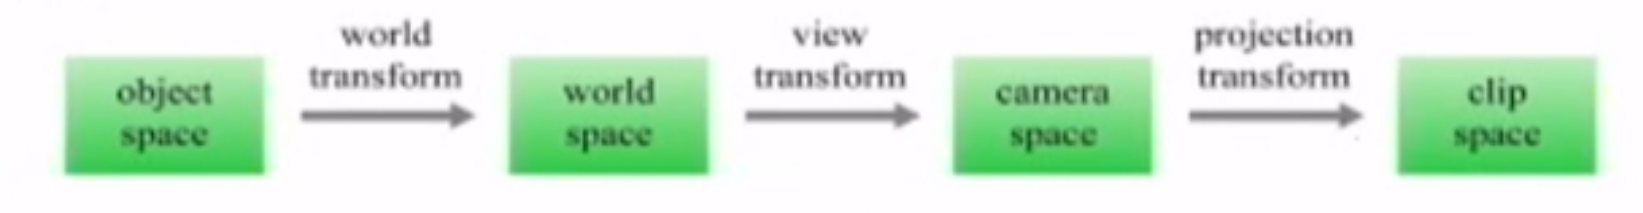 object
space
world
transform
world
space
view
transform
camera
space
projection
transform
clip
space